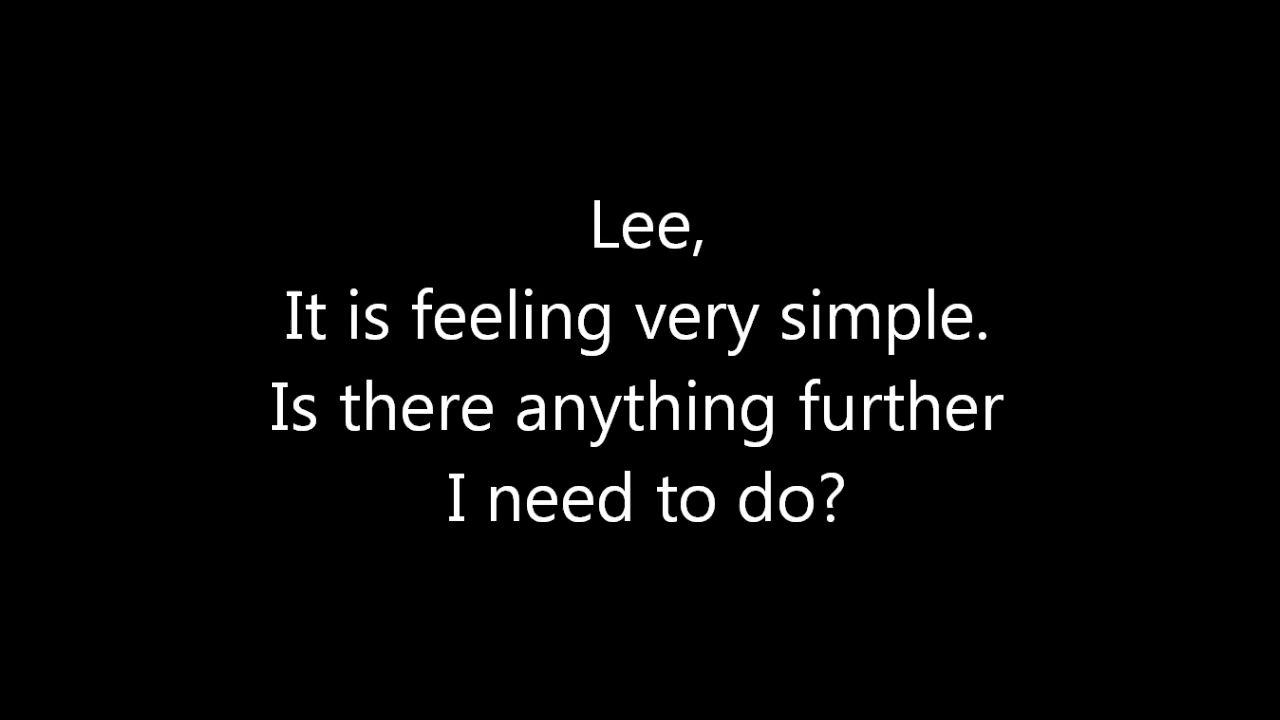 Lee,
It is feeling very simple.
Is there anything further
I need to do?